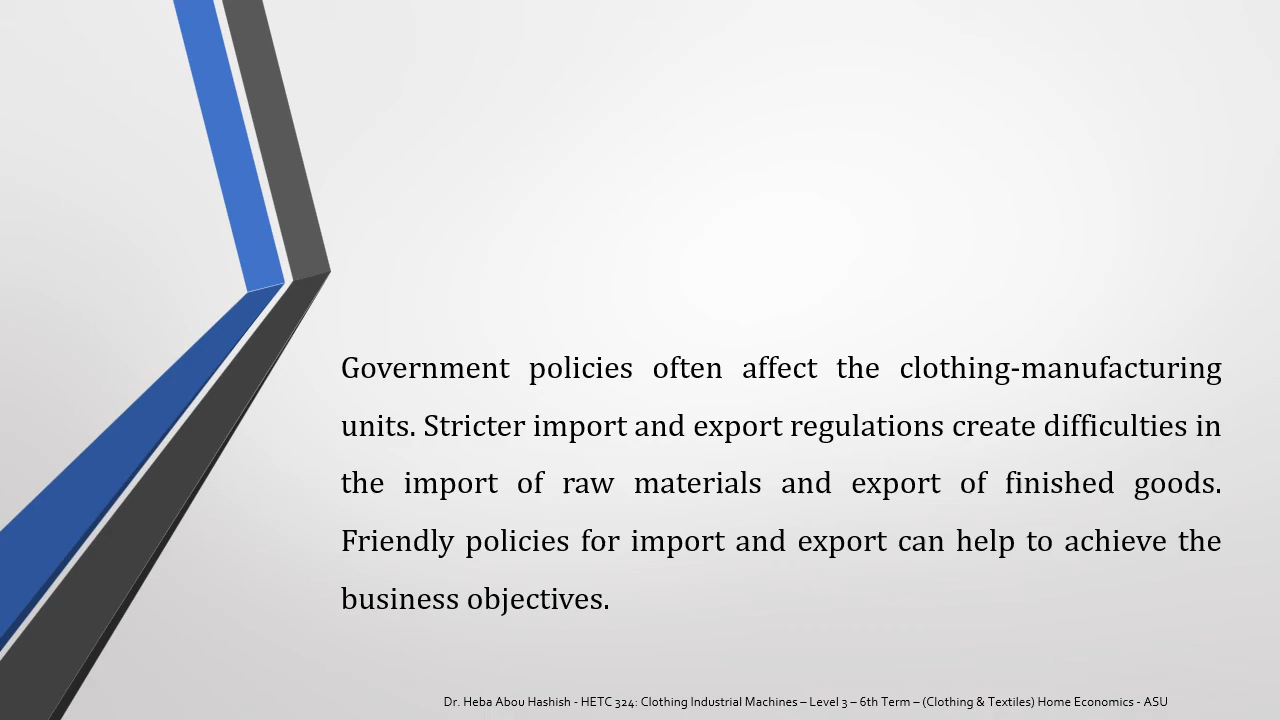 Government policies often affect the clothing-manufacturing
units. Stricter import and export regulations create difficulties in
the import of raw materials and export of finished goods.
Friendly policies for import and export can help to achieve the
business objectives.
Dr. Heba Abou Hashish - HETC 324: Clothing Industrial Machines – Level 3 – 6th Term – (Clothing & Textiles) Home Economics - ASU